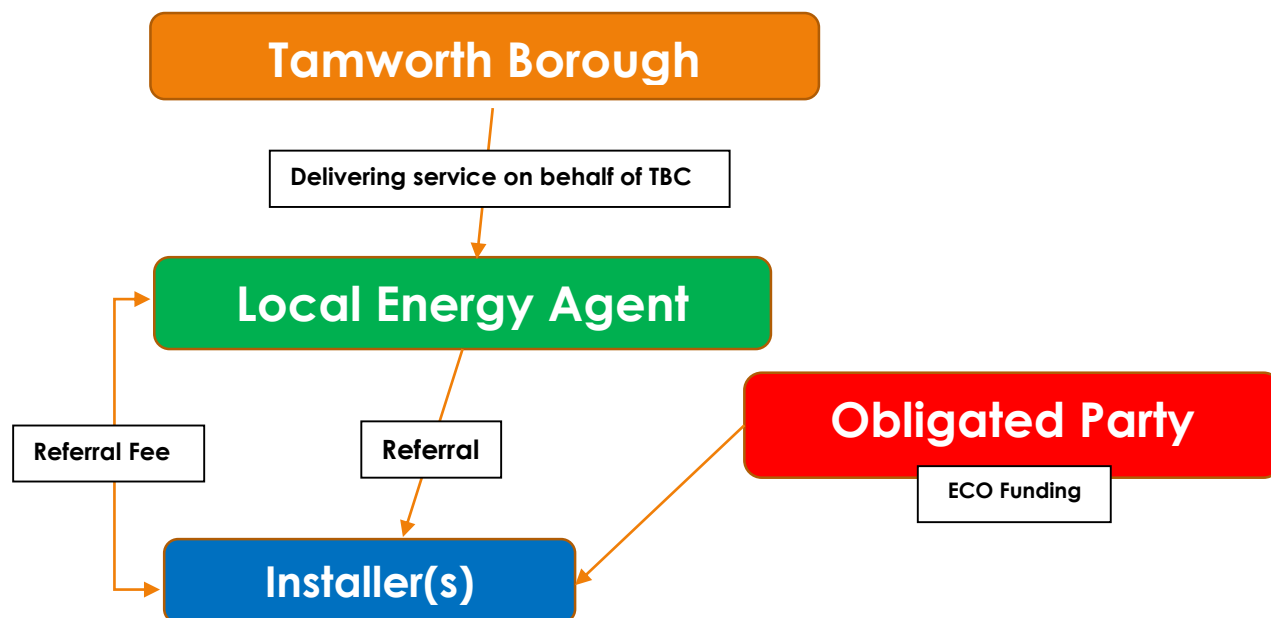 Tamworth Borough
Delivering service on behalf of TBC
Local Energy Agent
Obligated Party
Referral Fee
Referral
ECO Funding
Installer(s)